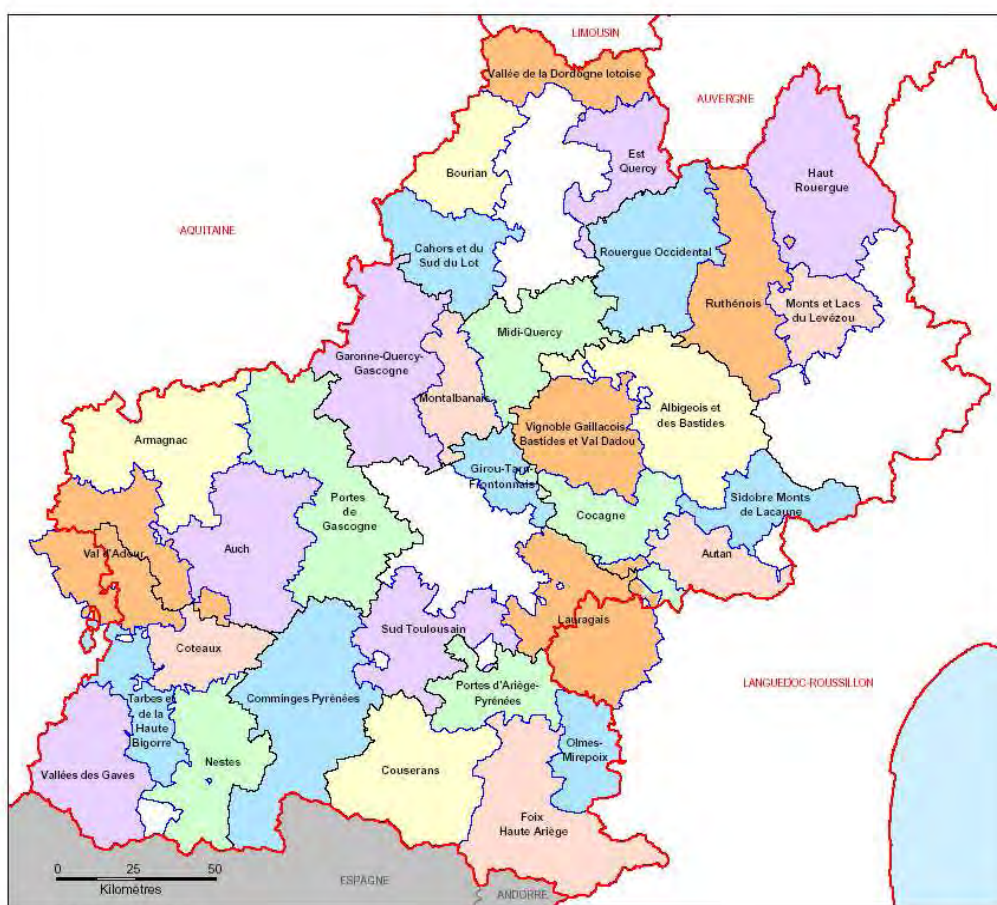 LIMOUSIN
Vallée de la Dordogne lotoise
AUVERGNE
Est
Quercy
Bourian
Haut
Rouergue
AQUITAINE
Cahors et du
Sud du Lot
Rouergue Occidental
Ruthénois
Monts et Lacs
du Levézou
Midi-Quercy
Garonne-Quercy-
Gascogne
Montalbanais
Albigeois et
des Bastides
Vignoble Gaillacois
Bastides et Val Dadou
Armagnac
Girou-Tarn
Frontonnais
Portes
de
Gascogne
Cocagne
Sidobre Monts
de Lacaune
Auch
Val d'Adour
Autan
Lauragais
Sud Toulousain
Coteaux
Portes d'Ariège-
Pyrénées
LANGUEDOC-ROUSSILLON
Comminges Pyrénées
Tarbes et
de la
Haute
Bigorre
Olmes-
Mirepoix
Nestes
Couserans
Vallées des Gaves
Foix
Haute Ariège
0 25 50
Kilomètres
ESPAGNE
ANDORRE